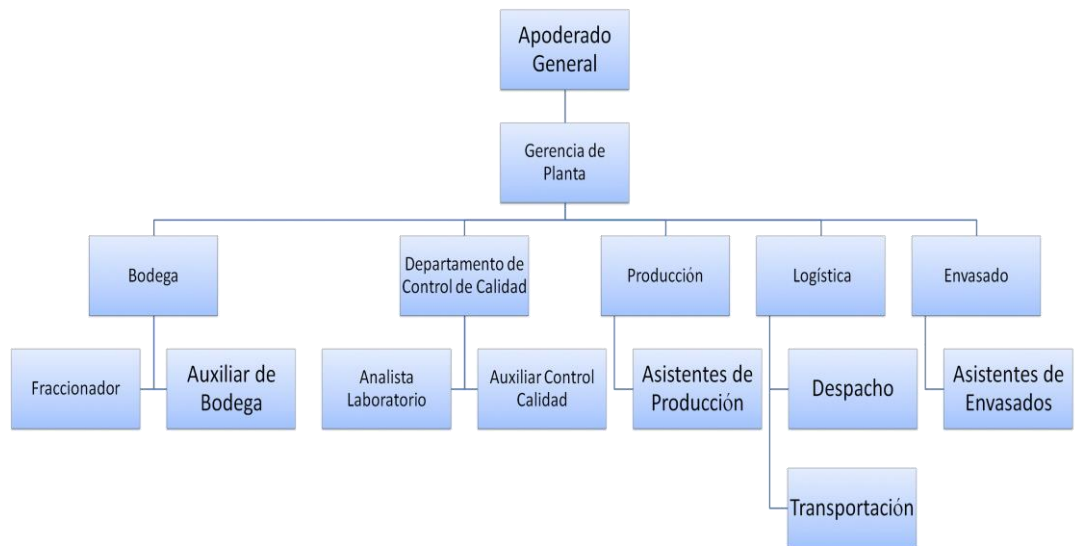 Apoderado
General
Gerencia de
Planta
Bodega
Departamento de
Control de Calidad
Producción
Logística
Envasado
Fraccionador
Auxiliar de
Bodega
Analista
Laboratorio
Auxiliar Control
Calidad
Asistentes de
Producción
Despacho
Asistentes de
Envasados
Transportación